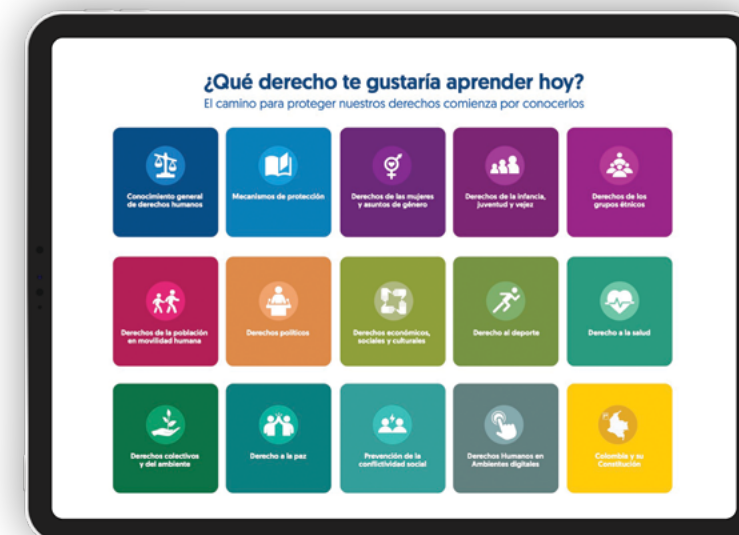 ¿Qué derecho te gustaría aprender hoy?
El camino para proteger nuestros derechos comienza por conocerlos
Conocimiento general
de derechos humanos
Mecanismos de protección
Derechos de las mujeres
y asuntos de género
Derechos de la infancia,
juventud y vejez
Derechos de los
grupos étnicos
Derechos de la población
en movilidad humana
Derechos políticos
Derechos económicos,
sociales y culturales
Derecho al deporte
Derecho a la salud
Derechos colectivos
y del ambiente
Derecho a la paz
Prevención de la
conflictividad social
Derechos Humanos en
Ambientes digitales
Colombia y su
Constitución